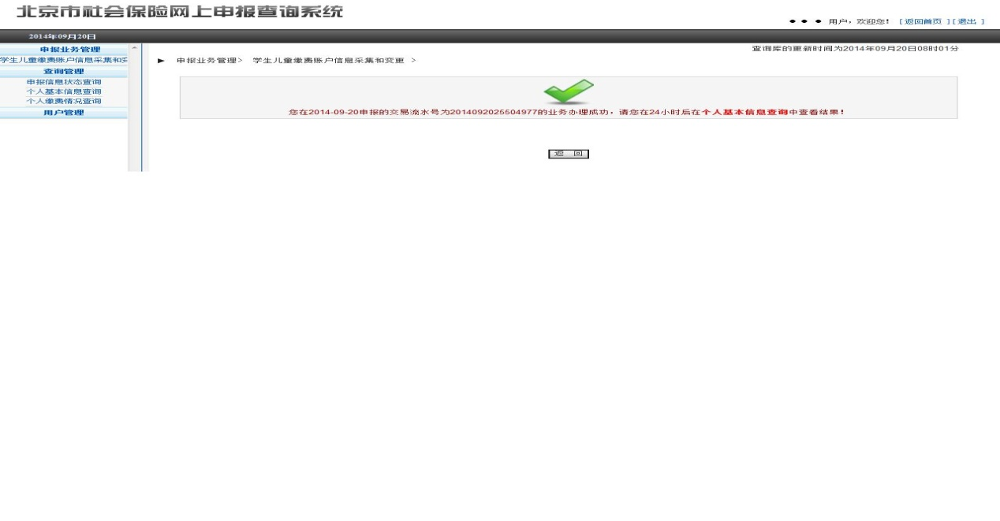 北京市社会保险网上申报查询系统
● ● ● 用户，欢迎您! [返回首页][退出]
2014年09月20日
申报业务管理
学生儿童缴费账户信息采集和变
查询管理
申报信息状态查询
个人基本信息查询
个人缴费情况查询
用户管理
查询库的更新时间为2014年09月20日08时01分
► 申报业务管理> 学生儿童缴费账户信息采集和变更 >
您在2014-09-20申报的交易流水号为2014092025504977的业务办理成功，请您在24小时后在个人基本信息查询中查看结果!
返 回